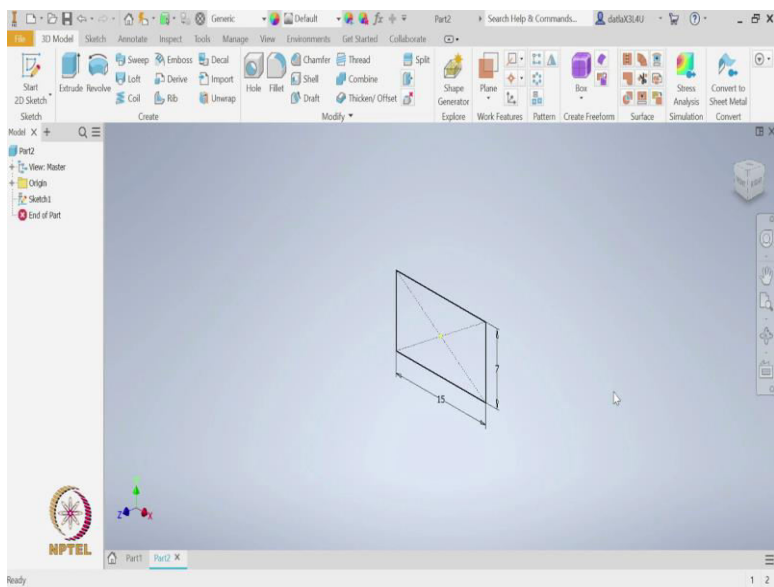 Generic Default fx Part2 Search Help & Commands... datlaX3L4U
File 3D Model Sketch Annotate Inspect Tools Manage View Environments Get Started Collaborate
Start 2D Sketch Extrude Revolve Sweep Emboss Decal Hole Fillet Chamfer Thread Split Shape Generator Plane Box Stress Analysis Convert to Sheet Metal
Loft Derive Import Shell Combine
Coil Rib Unwrap Draft Thicken/ Offset
Sketch Create Modify Explore Work Features Pattern Create Freeform Surface Simulation Convert
Model
Part2
View: Master
Origin
Sketch1
End of Part
7
15
Z X
NPTEL
Part1 Part2
Ready 1 2